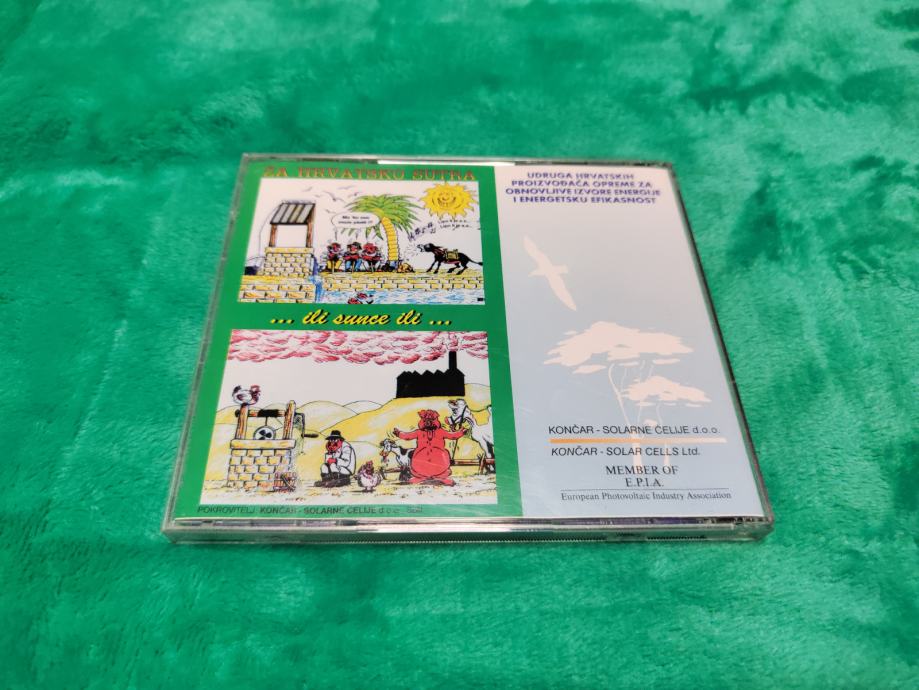 ZA HRVATSKU SUTRA
... ili sunce ili ...
POKROVITELJ: KONČAR - SOLARNE ĆELIJE d.o.o. Split
UDRUGA HRVATSKIH
PROIZVOĐAČA OPREME ZA
OBNOVLJIVE IZVORE ENERGIJE
I ENERGETSKU EFIKASNOST
KONČAR - SOLARNE ĆELIJE d.o.o.
KONČAR - SOLAR CELLS Ltd.
MEMBER OF
E.P.I.A.
European Photovoltaic Industry Association